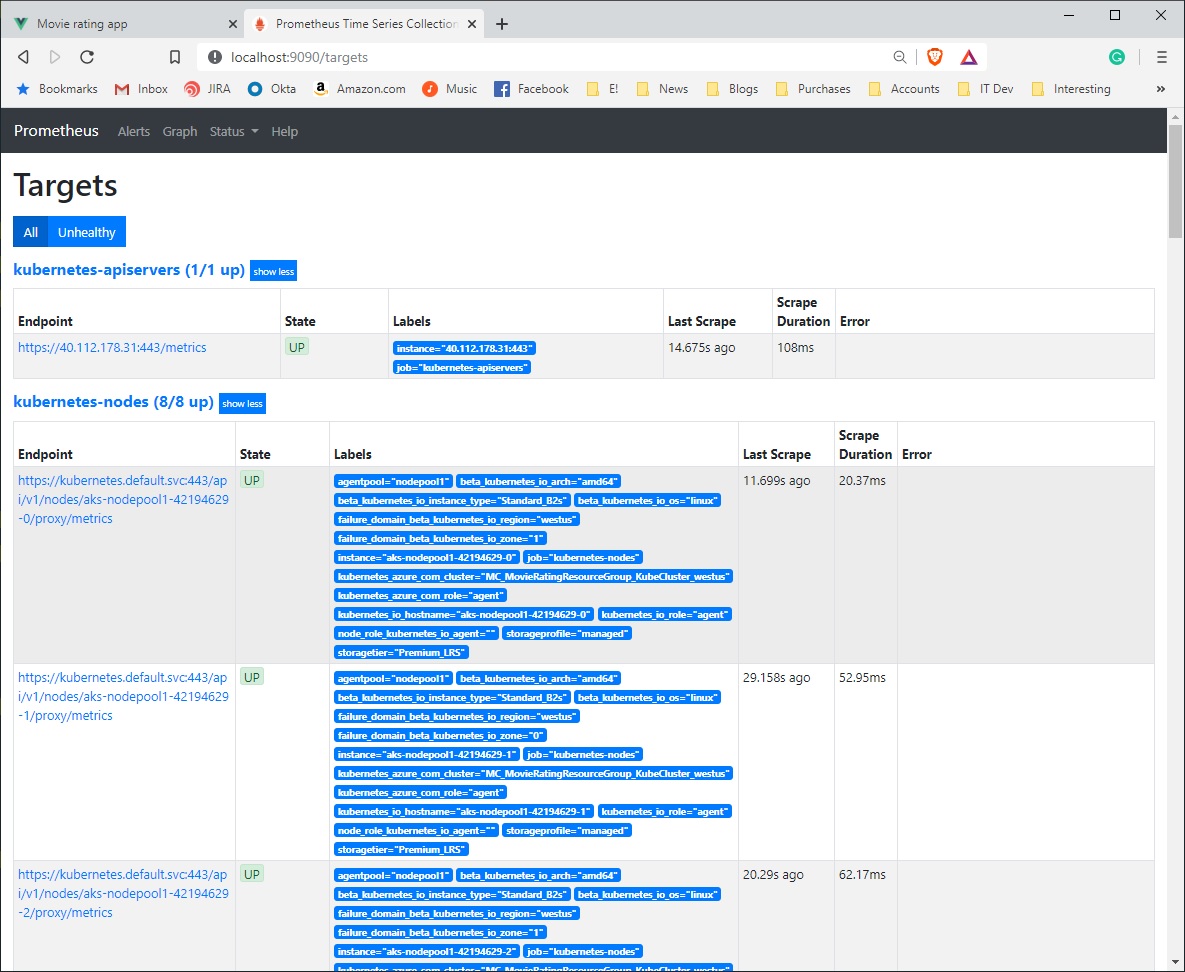 Movie rating app
Prometheus Time Series Collection
localhost:9090/targets
Bookmarks Inbox JIRA Okta Amazon.com Music Facebook E! News Blogs Purchases Accounts IT Dev Interesting »
Prometheus Alerts Graph Status Help
Targets
All Unhealthy
kubernetes-apiservers (1/1 up) show less
Endpoint State Labels Last Scrape Scrape Duration Error
https://40.112.178.31:443/metrics UP instance="40.112.178.31:443" 14.675s ago 108ms
job="kubernetes-apiservers"
kubernetes-nodes (8/8 up) show less
Endpoint State Labels Last Scrape Scrape Duration Error
https://kubernetes.default.svc:443/ap UP agentpool="nodepool1" beta_kubernetes_io_arch="amd64" 11.699s ago 20.37ms
i/v1/nodes/aks-nodepool1-42194629 beta_kubernetes_io_instance_type="Standard_B2s" beta_kubernetes_io_os="linux"
-0/proxy/metrics failure_domain_beta_kubernetes_io_region="westus"
failure_domain_beta_kubernetes_io_zone="1"
instance="aks-nodepool1-42194629-0" job="kubernetes-nodes"
kubernetes_azure_com_cluster="MC_MovieRatingResourceGroup_KubeCluster_westus"
kubernetes_azure_com_role="agent"
kubernetes_io_hostname="aks-nodepool1-42194629-0" kubernetes_io_role="agent"
node_role_kubernetes_io_agent="" storageprofile="managed"
storagetier="Premium_LRS"
https://kubernetes.default.svc:443/ap UP agentpool="nodepool1" beta_kubernetes_io_arch="amd64" 29.158s ago 52.95ms
i/v1/nodes/aks-nodepool1-42194629 beta_kubernetes_io_instance_type="Standard_B2s" beta_kubernetes_io_os="linux"
-1/proxy/metrics failure_domain_beta_kubernetes_io_region="westus"
failure_domain_beta_kubernetes_io_zone="0"
instance="aks-nodepool1-42194629-1" job="kubernetes-nodes"
kubernetes_azure_com_cluster="MC_MovieRatingResourceGroup_KubeCluster_westus"
kubernetes_azure_com_role="agent"
kubernetes_io_hostname="aks-nodepool1-42194629-1" kubernetes_io_role="agent"
node_role_kubernetes_io_agent="" storageprofile="managed"
storagetier="Premium_LRS"
https://kubernetes.default.svc:443/ap UP agentpool="nodepool1" beta_kubernetes_io_arch="amd64" 20.29s ago 62.17ms
i/v1/nodes/aks-nodepool1-42194629 beta_kubernetes_io_instance_type="Standard_B2s" beta_kubernetes_io_os="linux"
-2/proxy/metrics failure_domain_beta_kubernetes_io_region="westus"
failure_domain_beta_kubernetes_io_zone="1"
instance="aks-nodepool1-42194629-2" job="kubernetes-nodes"
kubernetes_azure_com_cluster="MC_MovieRatingResourceGroup_KubeCluster_westus"